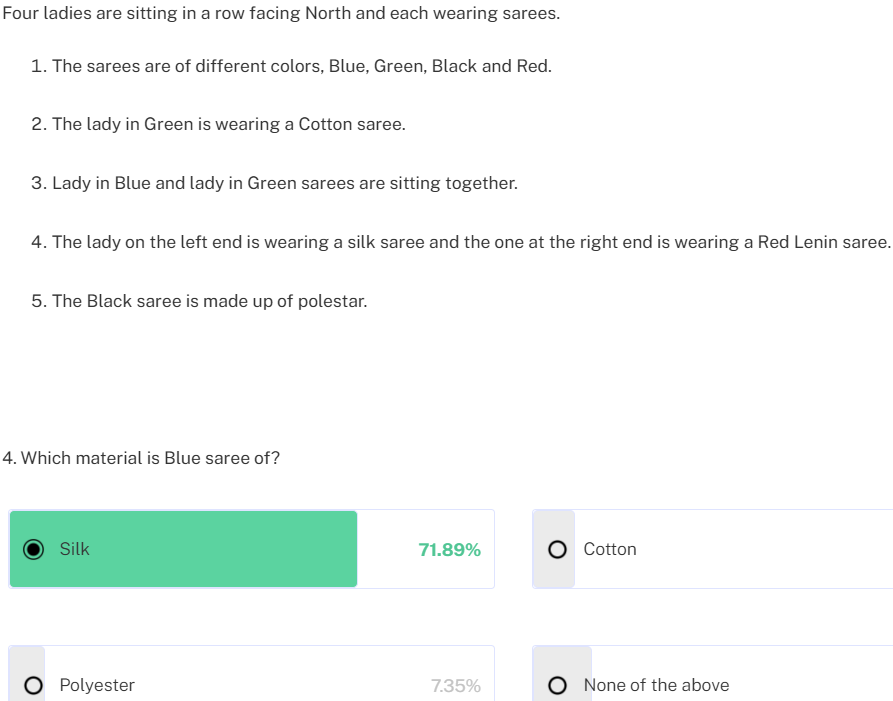 Four ladies are sitting in a row facing North and each wearing sarees.
1. The sarees are of different colors, Blue, Green, Black and Red.
2. The lady in Green is wearing a Cotton saree.
3. Lady in Blue and lady in Green sarees are sitting together.
4. The lady on the left end is wearing a silk saree and the one at the right end is wearing a Red Lenin saree.
5. The Black saree is made up of polestar.
4. Which material is Blue saree of?
Silk 71.89% Cotton
Polyester 7.35% None of the above